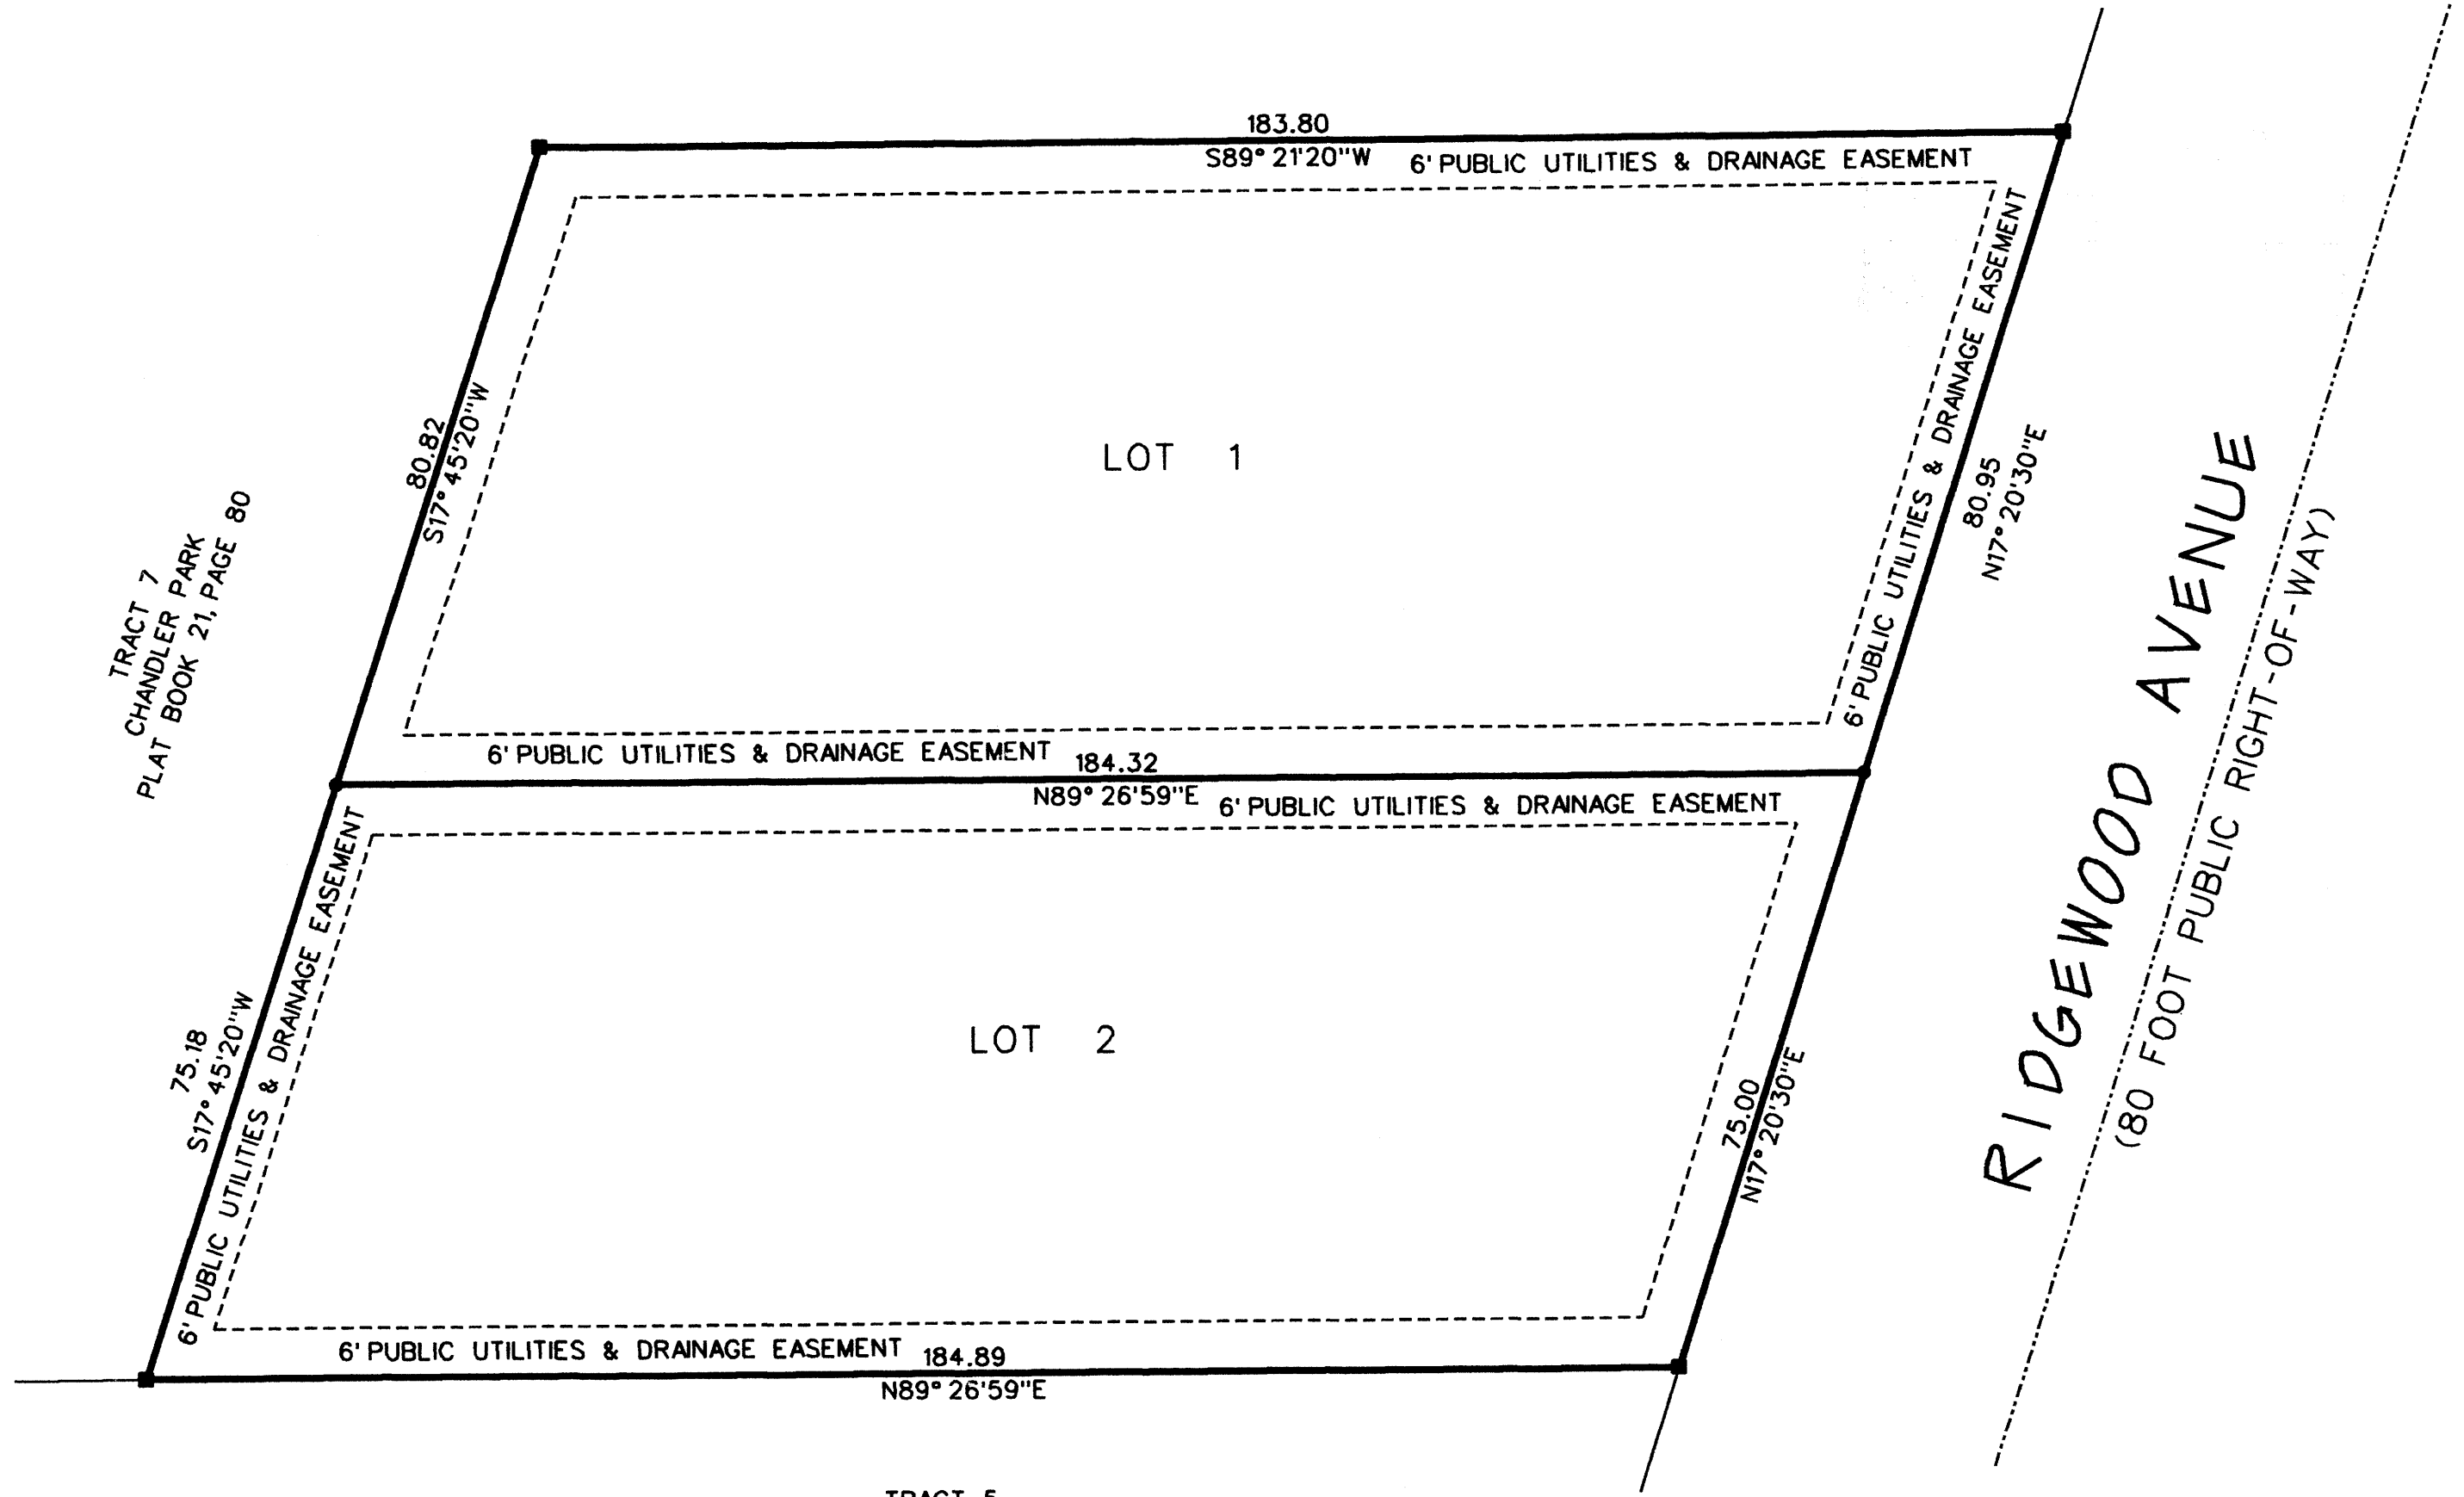 183.80
S89° 21'20"W
6' PUBLIC UTILITIES & DRAINAGE EASEMENT
6' PUBLIC UTILITIES & DRAINAGE EASEMENT
80.82
S17° 45'20"W
LOT 1
80.95
N17° 20'30"E
TRACT 7
CHANDLER PARK
PLAT BOOK 21, PAGE 80
RIDGEWOOD AVENUE
(80 FOOT PUBLIC RIGHT-OF-WAY)
6' PUBLIC UTILITIES & DRAINAGE EASEMENT
184.32
N89° 26'59"E
6' PUBLIC UTILITIES & DRAINAGE EASEMENT
6' PUBLIC UTILITIES & DRAINAGE EASEMENT
75.18
S17° 45'20"W
LOT 2
75.00
N17° 20'30"E
6' PUBLIC UTILITIES & DRAINAGE EASEMENT
184.89
N89° 26'59"E
TRACT 5